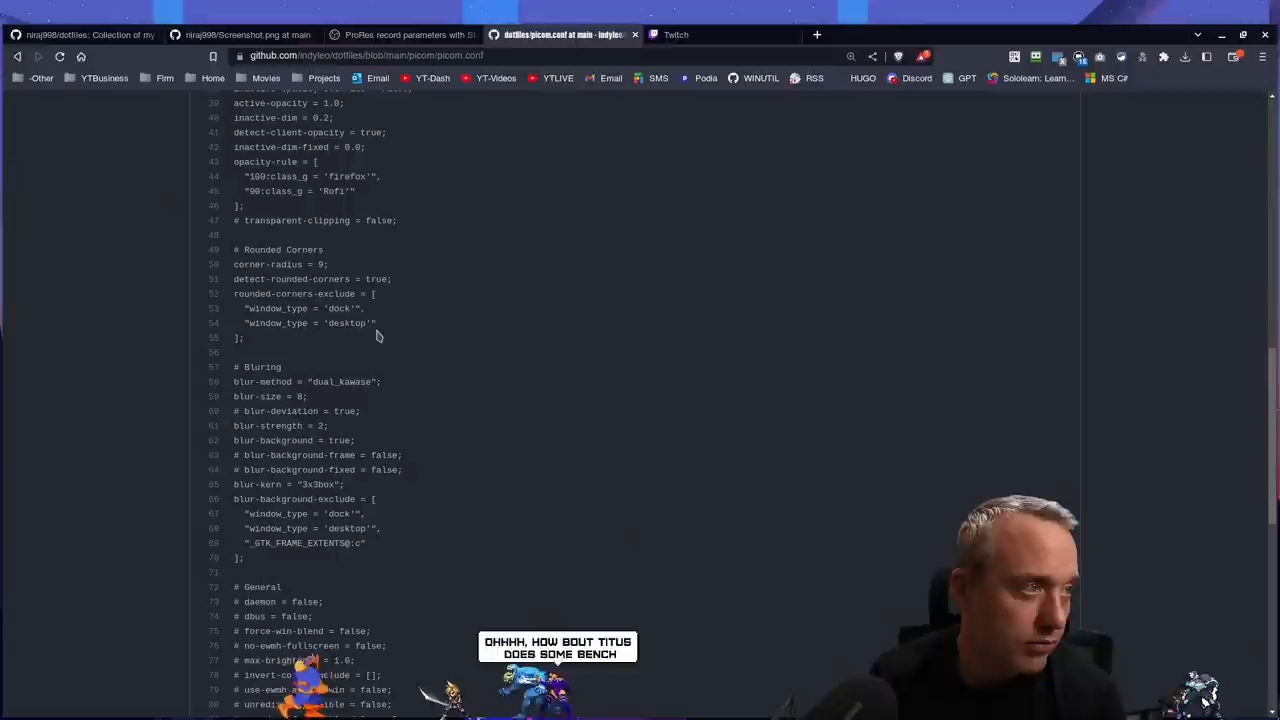 niraj998/dotfiles: Collection of my
niraj998/Screenshot.png at main
ProRes record parameters with SL
dotfiles/picom.conf at main · indyleo
Twitch
github.com/indyleo/dotfiles/blob/main/picom/picom.conf
-Other YTBusiness Firm Home Movies Projects Email YT-Dash YT-Videos YTLIVE Email SMS Podia WINUTIL RSS HUGO Discord GPT Sololearn: Learn... MS C#
39 active-opacity = 1.0;
40 inactive-dim = 0.2;
41 detect-client-opacity = true;
42 inactive-dim-fixed = 0.0;
43 opacity-rule = [
44 "100:class_g = 'firefox'",
45 "90:class_g = 'Rofi'"
46 ];
47 # transparent-clipping = false;
48
49 # Rounded Corners
50 corner-radius = 9;
51 detect-rounded-corners = true;
52 rounded-corners-exclude = [
53 "window_type = 'dock'",
54 "window_type = 'desktop'"
55 ];
56
57 # Bluring
58 blur-method = "dual_kawase";
59 blur-size = 8;
60 # blur-deviation = true;
61 blur-strength = 2;
62 blur-background = true;
63 # blur-background-frame = false;
64 # blur-background-fixed = false;
65 blur-kern = "3x3box";
66 blur-background-exclude = [
67 "window_type = 'dock'",
68 "window_type = 'desktop'",
69 "_GTK_FRAME_EXTENTS@:c"
70 ];
71
72 # General
73 # daemon = false;
74 # dbus = false;
75 # force-win-blend = false;
76 # no-ewmh-fullscreen = false;
77 # = 1.0;
78 # = [];
79 = false;
80 = false;
OHHHH, HOW BOUT TITUS
DOES SOME BENCH